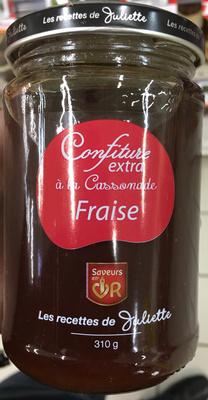 Les recettes de Juliette
Confiture
extra
à la Cassonade
Fraise
Saveurs
en OR
Les recettes de Juliette
310 g